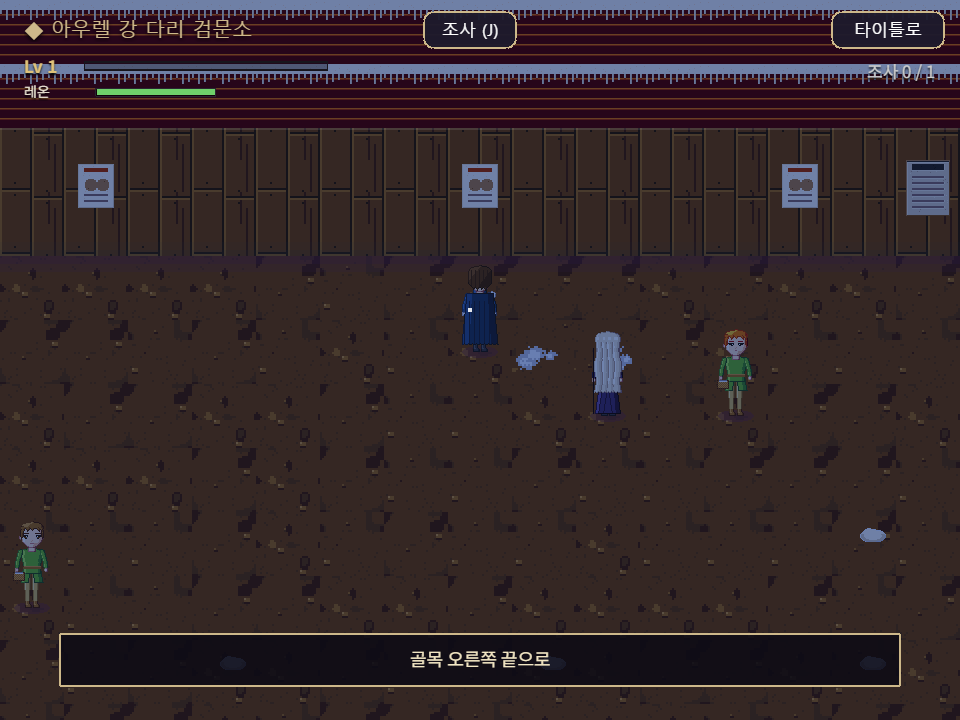 ◆ 아우렐 강 다리 검문소
조사 (J)
타이틀로
Lv 1
조사 0 / 1
레온
골목 오른쪽 끝으로